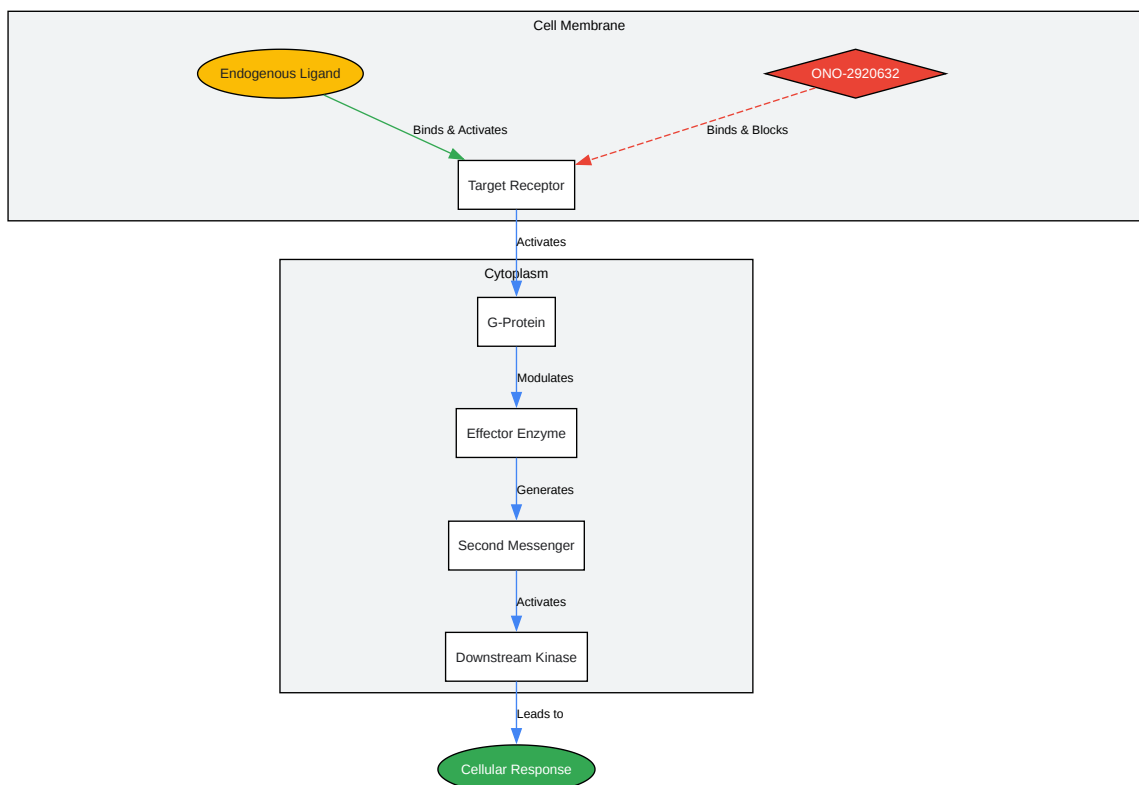 Cell Membrane
Endogenous Ligand
ONO-2920632
Binds & Activates
Binds & Blocks
Target Receptor
Activates
Cytoplasm
G-Protein
Modulates
Effector Enzyme
Generates
Second Messenger
Activates
Downstream Kinase
Leads to
Cellular Response